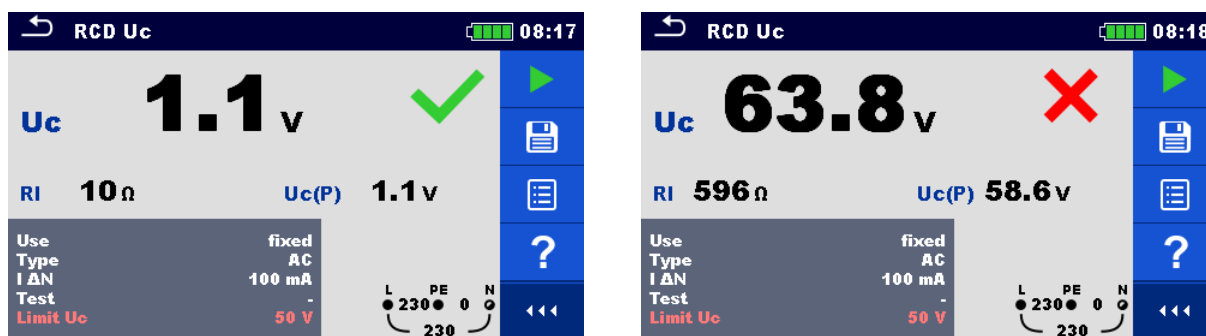 RCD Uc 08:17
Uc 1.1 V
RI 10 Ω Uc(P) 1.1 V
Use fixed
Type AC
I ΔN 100 mA
Test -
Limit Uc 50 V
L PE N
230 0
230
?
RCD Uc 08:18
Uc 63.8 V
RI 596 Ω Uc(P) 58.6 V
Use fixed
Type AC
I ΔN 100 mA
Test -
Limit Uc 50 V
L PE N
230 0
230
?